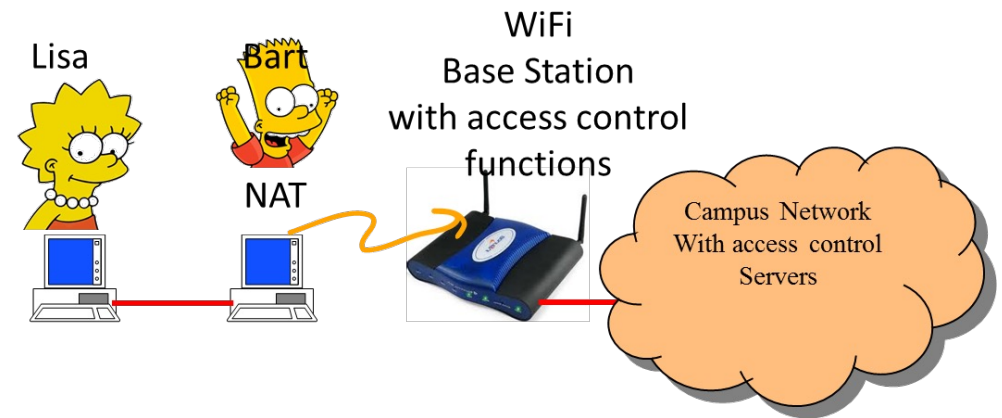 Lisa
Bart
NAT
WiFi
Base Station
with access control
functions
Campus Network
With access control
Servers